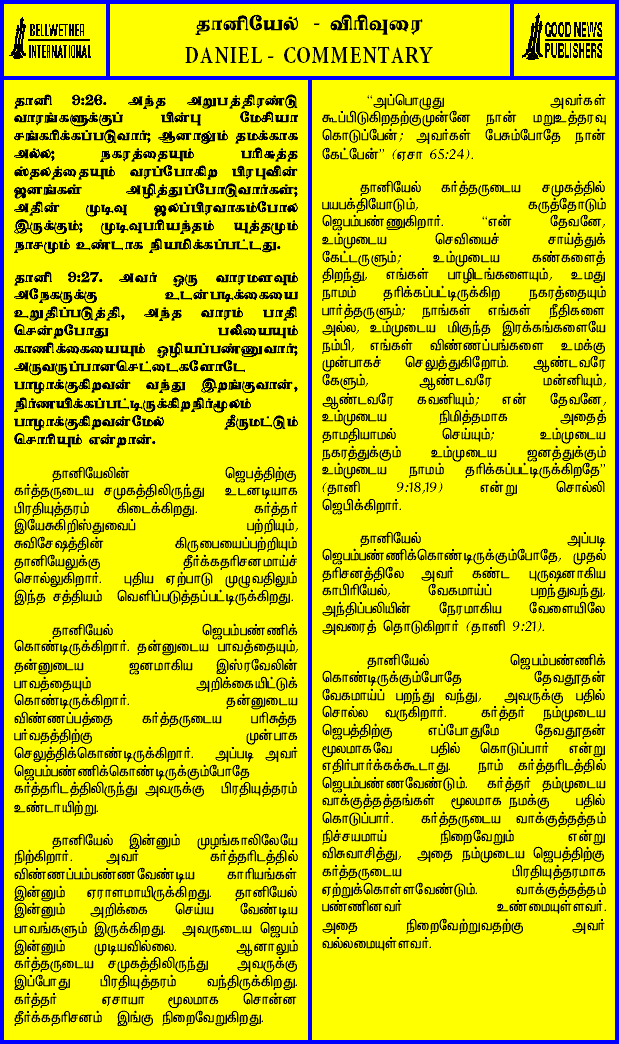 BELLWETHER
INTERNATIONAL
தானியேல் - விரிவுரை
DANIEL - COMMENTARY
GOOD NEWS
PUBLISHERS
தானி 9:26. அந்த அறுபத்திரண்டு
வாரங்களுக்குப் பின்பு மேசியா
சங்கரிக்கப்படுவார்; ஆனாலும் தமக்காக
அல்ல; நகரத்தையும் பரிசுத்த
ஸ்தலத்தையும் வரப்போகிற பிரபுவின்
ஜனங்கள் அழித்துப்போடுவார்கள்;
அதின் முடிவு ஜலப்பிரவாகம்போல
இருக்கும்; முடிவுபரியந்தம் யுத்தமும்
நாசமும் உண்டாக நியமிக்கப்பட்டது.
தானி 9:27. அவர் ஒரு வாரமளவும்
அநேகருக்கு உடன்படிக்கையை
உறுதிப்படுத்தி, அந்த வாரம் பாதி
சென்றபோது பலியையும்
காணிக்கையையும் ஒழியப்பண்ணுவார்;
அருவருப்பானசெட்டைகளோடே
பாழாக்குகிறவன் வந்து இறங்குவான்,
நிர்ணயிக்கப்பட்டிருக்கிறநிர்மூலம்
பாழாக்குகிறவன்மேல் தீருமட்டும்
சொரியும் என்றான்.
தானியேலின் ஜெபத்திற்கு
கர்த்தருடைய சமுகத்திலிருந்து உடனடியாக
பிரதியுத்தரம் கிடைக்கிறது. கர்த்தர்
இயேசுகிறிஸ்துவைப் பற்றியும்,
சுவிசேஷத்தின் கிருபையைப்பற்றியும்
தானியேலுக்கு தீர்க்கதரிசனமாய்ச்
சொல்லுகிறார். புதிய ஏற்பாடு முழுவதிலும்
இந்த சத்தியம் வெளிப்படுத்தப்பட்டிருக்கிறது.
தானியேல் ஜெபம்பண்ணிக்
கொண்டிருக்கிறார். தன்னுடைய பாவத்தையும்,
தன்னுடைய ஜனமாகிய இஸ்ரவேலின்
பாவத்தையும் அறிக்கையிட்டுக்
கொண்டிருக்கிறார். தன்னுடைய
விண்ணப்பத்தை கர்த்தருடைய பரிசுத்த
பர்வதத்திற்கு முன்பாக
செலுத்திக்கொண்டிருக்கிறார். அப்படி அவர்
ஜெபம்பண்ணிக்கொண்டிருக்கும்போதே
கர்த்தரிடத்திலிருந்து அவருக்கு பிரதியுத்தரம்
உண்டாயிற்று.
தானியேல் இன்னும் முழங்காலிலேயே
நிற்கிறார். அவர் கர்த்தரிடத்தில்
விண்ணப்பம்பண்ணவேண்டிய காரியங்கள்
இன்னும் ஏராளமாயிருக்கிறது. தானியேல்
இன்னும் அறிக்கை செய்ய வேண்டிய
பாவங்களும் இருக்கிறது. அவருடைய ஜெபம்
இன்னும் முடியவில்லை. ஆனாலும்
கர்த்தருடைய சமுகத்திலிருந்து அவருக்கு
இப்போது பிரதியுத்தரம் வந்திருக்கிறது.
கர்த்தர் ஏசாயா மூலமாக சொன்ன
தீர்க்கதரிசனம் இங்கு நிறைவேறுகிறது.
“அப்பொழுது அவர்கள்
கூப்பிடுகிறதற்குமுன்னே நான் மறுஉத்தரவு
கொடுப்பேன்; அவர்கள் பேசும்போதே நான்
கேட்பேன்” (ஏசா 65:24).
தானியேல் கர்த்தருடைய சமுகத்தில்
பயபக்தியோடும், கருத்தோடும்
ஜெபம்பண்ணுகிறார். “என் தேவனே,
உம்முடைய செவியைச் சாய்த்துக்
கேட்டருளும்; உம்முடைய கண்களைத்
திறந்து, எங்கள் பாழிடங்களையும், உமது
நாமம் தரிக்கப்பட்டிருக்கிற நகரத்தையும்
பார்த்தருளும்; நாங்கள் எங்கள் நீதிகளை
அல்ல, உம்முடைய மிகுந்த இரக்கங்களையே
நம்பி, எங்கள் விண்ணப்பங்களை உமக்கு
முன்பாகச் செலுத்துகிறோம். ஆண்டவரே
கேளும், ஆண்டவரே மன்னியும்,
ஆண்டவரே கவனியும்; என் தேவனே,
உம்முடைய நிமித்தமாக அதைத்
தாமதியாமல் செய்யும்; உம்முடைய
நகரத்துக்கும் உம்முடைய ஜனத்துக்கும்
உம்முடைய நாமம் தரிக்கப்பட்டிருக்கிறதே”
(தானி 9:18,19) என்று சொல்லி
ஜெபிக்கிறார்.
தானியேல் அப்படி
ஜெபம்பண்ணிக்கொண்டிருக்கும்போதே, முதல்
தரிசனத்திலே அவர் கண்ட புருஷனாகிய
காபிரியேல், வேகமாய்ப் பறந்துவந்து,
அந்திப்பலியின் நேரமாகிய வேளையிலே
அவரைத் தொடுகிறார் (தானி 9:21).
தானியேல் ஜெபம்பண்ணிக்
கொண்டிருக்கும்போதே தேவதூதன்
வேகமாய்ப் பறந்து வந்து, அவருக்கு பதில்
சொல்ல வருகிறார். கர்த்தர் நம்முடைய
ஜெபத்திற்கு எப்போதுமே தேவதூதன்
மூலமாகவே பதில் கொடுப்பார் என்று
எதிர்பார்க்கக்கூடாது. நாம் கர்த்தரிடத்தில்
ஜெபம்பண்ணவேண்டும். கர்த்தர் தம்முடைய
வாக்குத்தத்தங்கள் மூலமாக நமக்கு பதில்
கொடுப்பார். கர்த்தருடைய வாக்குத்தத்தம்
நிச்சயமாய் நிறைவேறும் என்று
விசுவாசித்து, அதை நம்முடைய ஜெபத்திற்கு
கர்த்தருடைய பிரதியுத்தரமாக
ஏற்றுக்கொள்ளவேண்டும். வாக்குத்தத்தம்
பண்ணினவர் உண்மையுள்ளவர்.
அதை நிறைவேற்றுவதற்கு அவர்
வல்லமையுள்ளவர்.